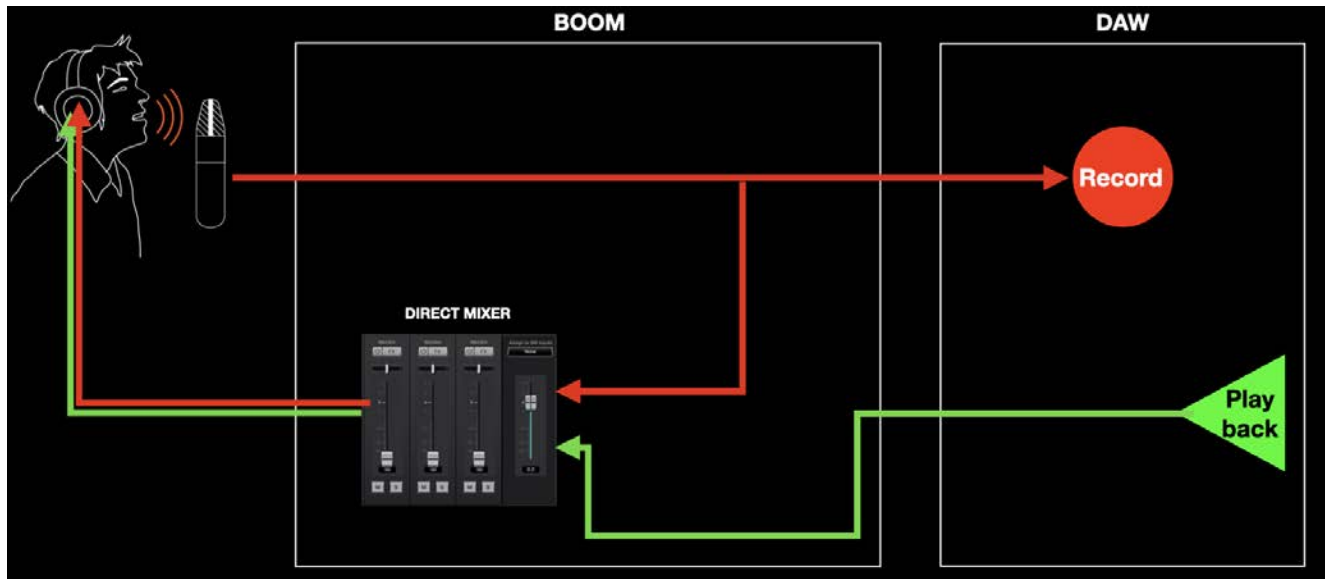 BOOM
DAW
Record
DIRECT MIXER
Play
back
M S M S M S